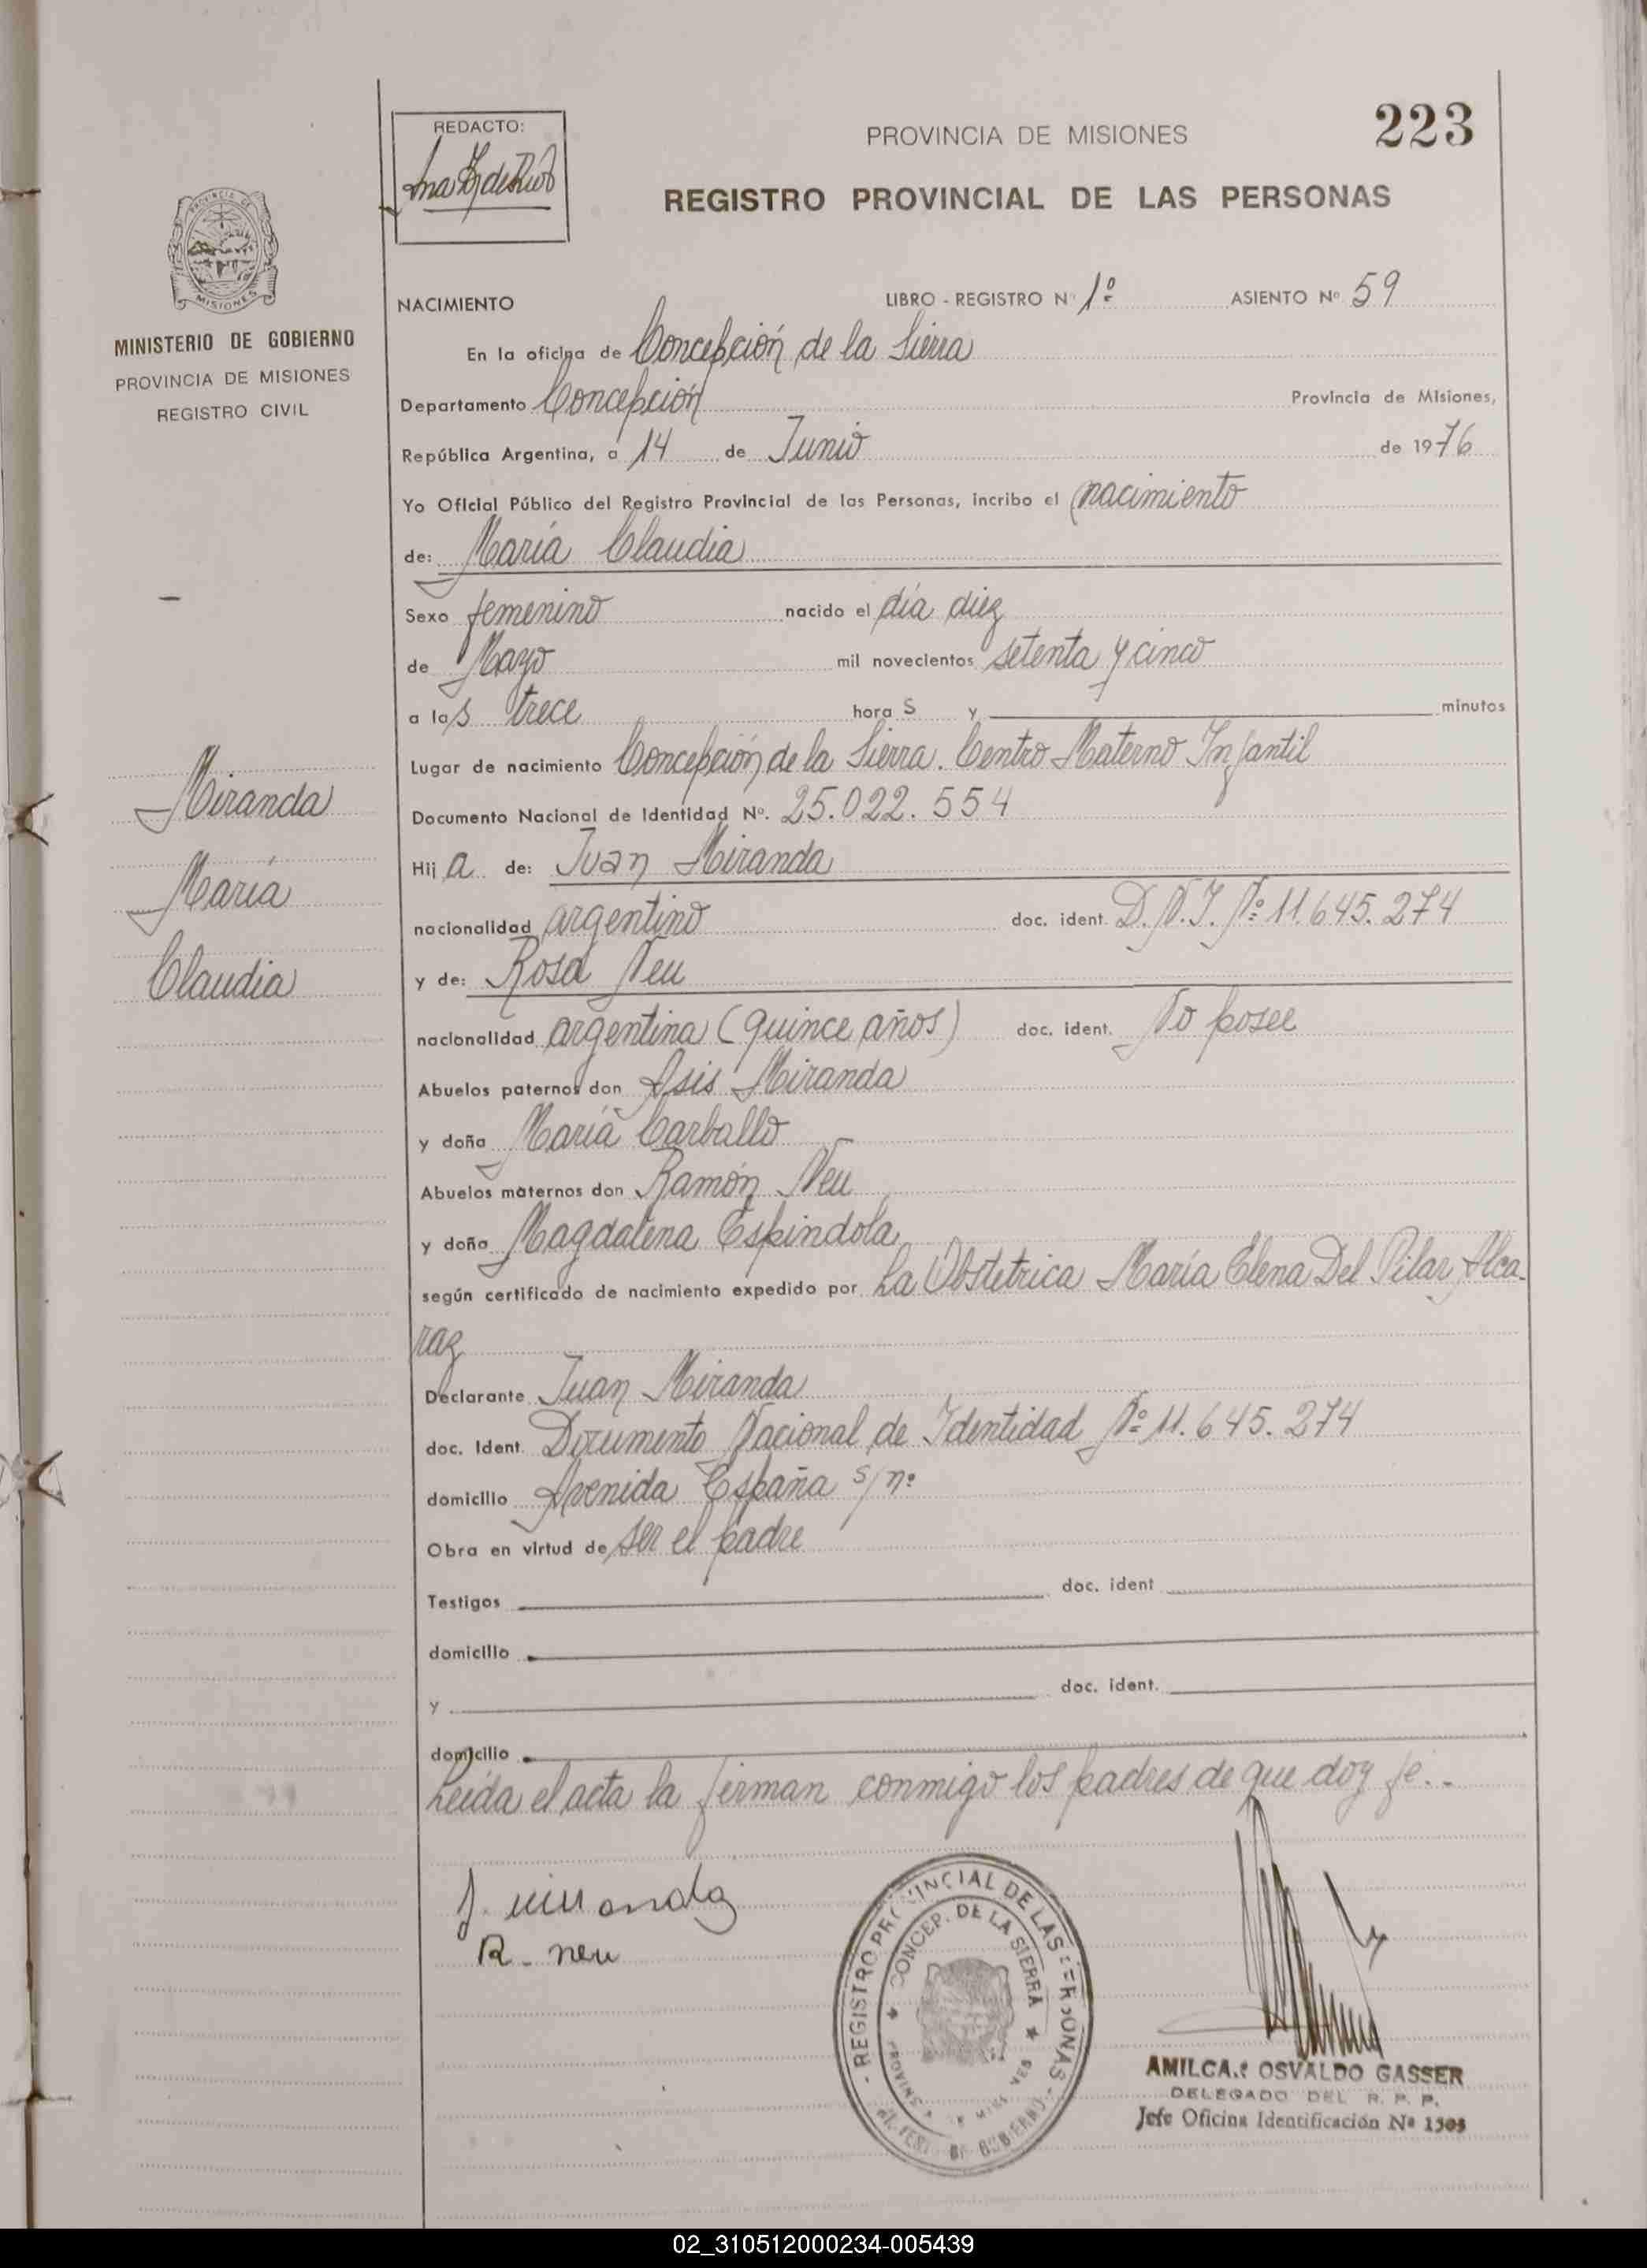 223
REDACTO:
PROVINCIA DE MISIONES
REGISTRO PROVINCIAL DE LAS PERSONAS
MISIONES
MINISTERIO DE GOBIERNO
PROVINCIA DE MISIONES
REGISTRO CIVIL
NACIMIENTO LIBRO - REGISTRO Nº 1º ASIENTO Nº 59
En la oficina de Concepción de la Sierra
Departamento Concepción Provincia de Misiones,
República Argentina, a 14 de Junio de 1976
Yo Oficial Público del Registro Provincial de las Personas, incribo el nacimiento
de: María Claudia
Sexo femenino nacido el día diez
de Mayo mil novecientos setenta y cinco
a las trece hora s y minutos
Lugar de nacimiento Concepción de la Sierra. Centro Materno Infantil
Documento Nacional de Identidad Nº. 25.022.554
Hij a de: Juan Miranda
nacionalidad argentino doc. ident. D.N.I. Nº 11.645.274
y de: Rosa Neu
nacionalidad argentina (quince años) doc. ident. No posee
Abuelos paternos don Asis Miranda
y doña María Carballo
Abuelos maternos don Ramón Neu
y doña Magdalena Espindola
según certificado de nacimiento expedido por La Obstetrica María Elena Del Pilar Alca-
raz
Declarante Juan Miranda
doc. Ident. Documento Nacional de Identidad Nº 11.645.274
domicilio Avenida España s/nº
Obra en virtud de ser el padre
Testigos doc. ident
domicilio
y doc. ident.
domicilio
Leída el acta la firman conmigo los padres de que doy fé.-
Miranda
María
Claudia
J. miranda
R. neu
- REGISTRO PROVINCIAL DE LAS PERSONAS -
CONCEP. DE LA SIERRA
AMILCAR OSVALDO GASSER
DELEGADO DEL R. P. P.
Jefe Oficina Identificación Nº 1505
02_310512000234-005439